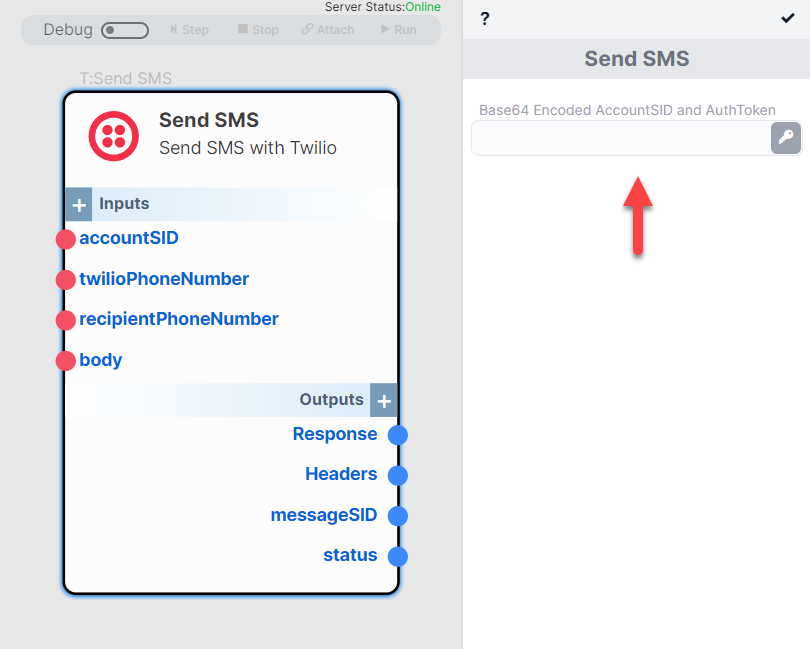 Server Status:Online
Debug Step Stop Attach Run
T:Send SMS
Send SMS
Send SMS with Twilio
+ Inputs
accountSID
twilioPhoneNumber
recipientPhoneNumber
body
Outputs +
Response
Headers
messageSID
status
?
Send SMS
Base64 Encoded AccountSID and AuthToken